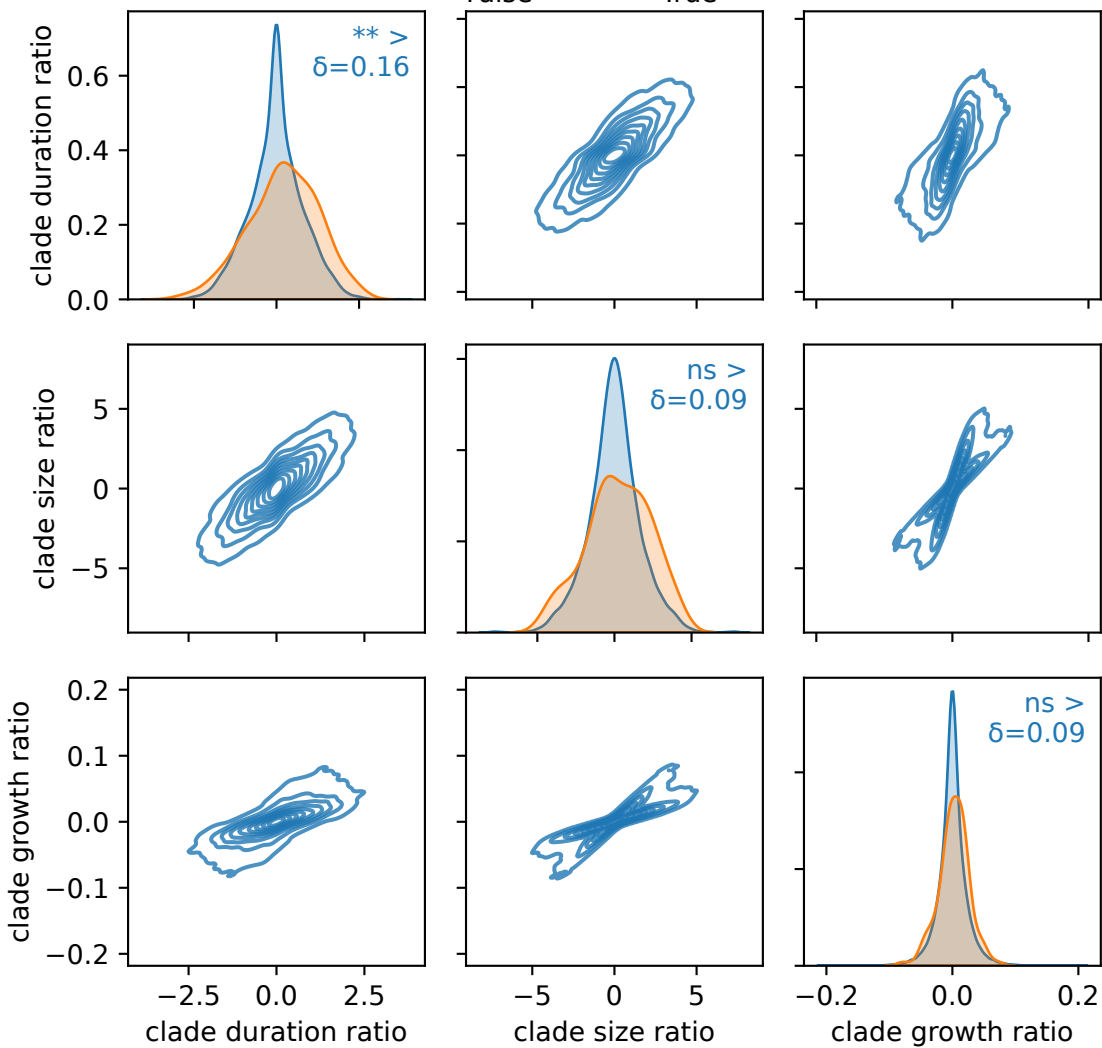 clade duration ratio
0.6
0.4
0.2
0.0
** >
δ=0.16
clade size ratio
5
0
−5
ns >
δ=0.09
clade growth ratio
0.2
0.1
0.0
−0.1
−0.2
ns >
δ=0.09
−2.5 0.0 2.5
clade duration ratio
−5 0 5
clade size ratio
−0.2 0.0 0.2
clade growth ratio